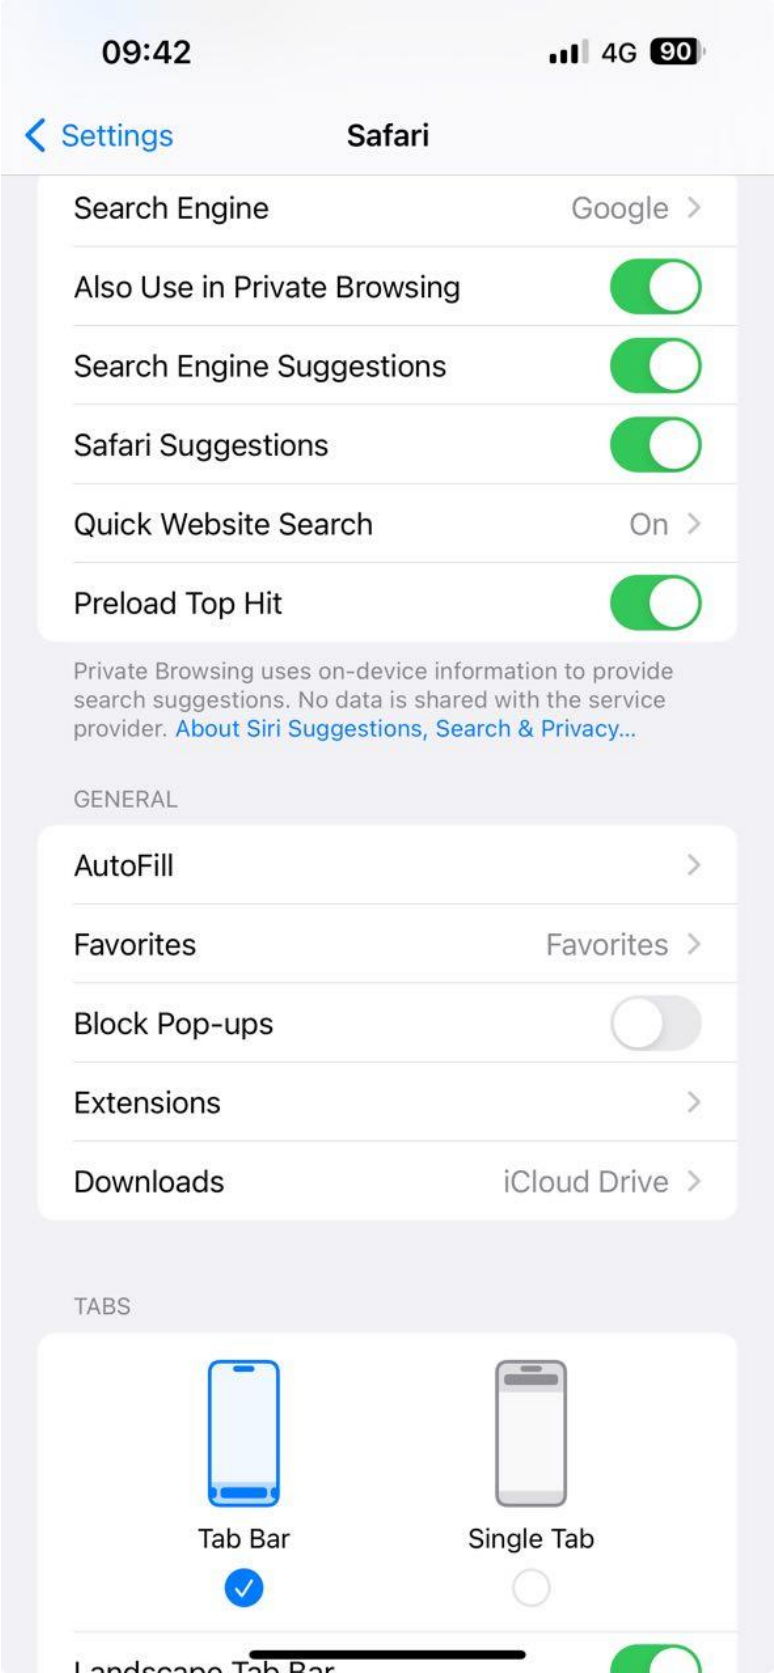 09:42
4G 90
Settings
Safari
Search Engine
Google
Also Use in Private Browsing
Search Engine Suggestions
Safari Suggestions
Quick Website Search
On
Preload Top Hit
Private Browsing uses on-device information to provide
search suggestions. No data is shared with the service
provider. About Siri Suggestions, Search & Privacy...
GENERAL
AutoFill
Favorites
Favorites
Block Pop-ups
Extensions
Downloads
iCloud Drive
TABS
Tab Bar
Single Tab
Landscape Tab Bar